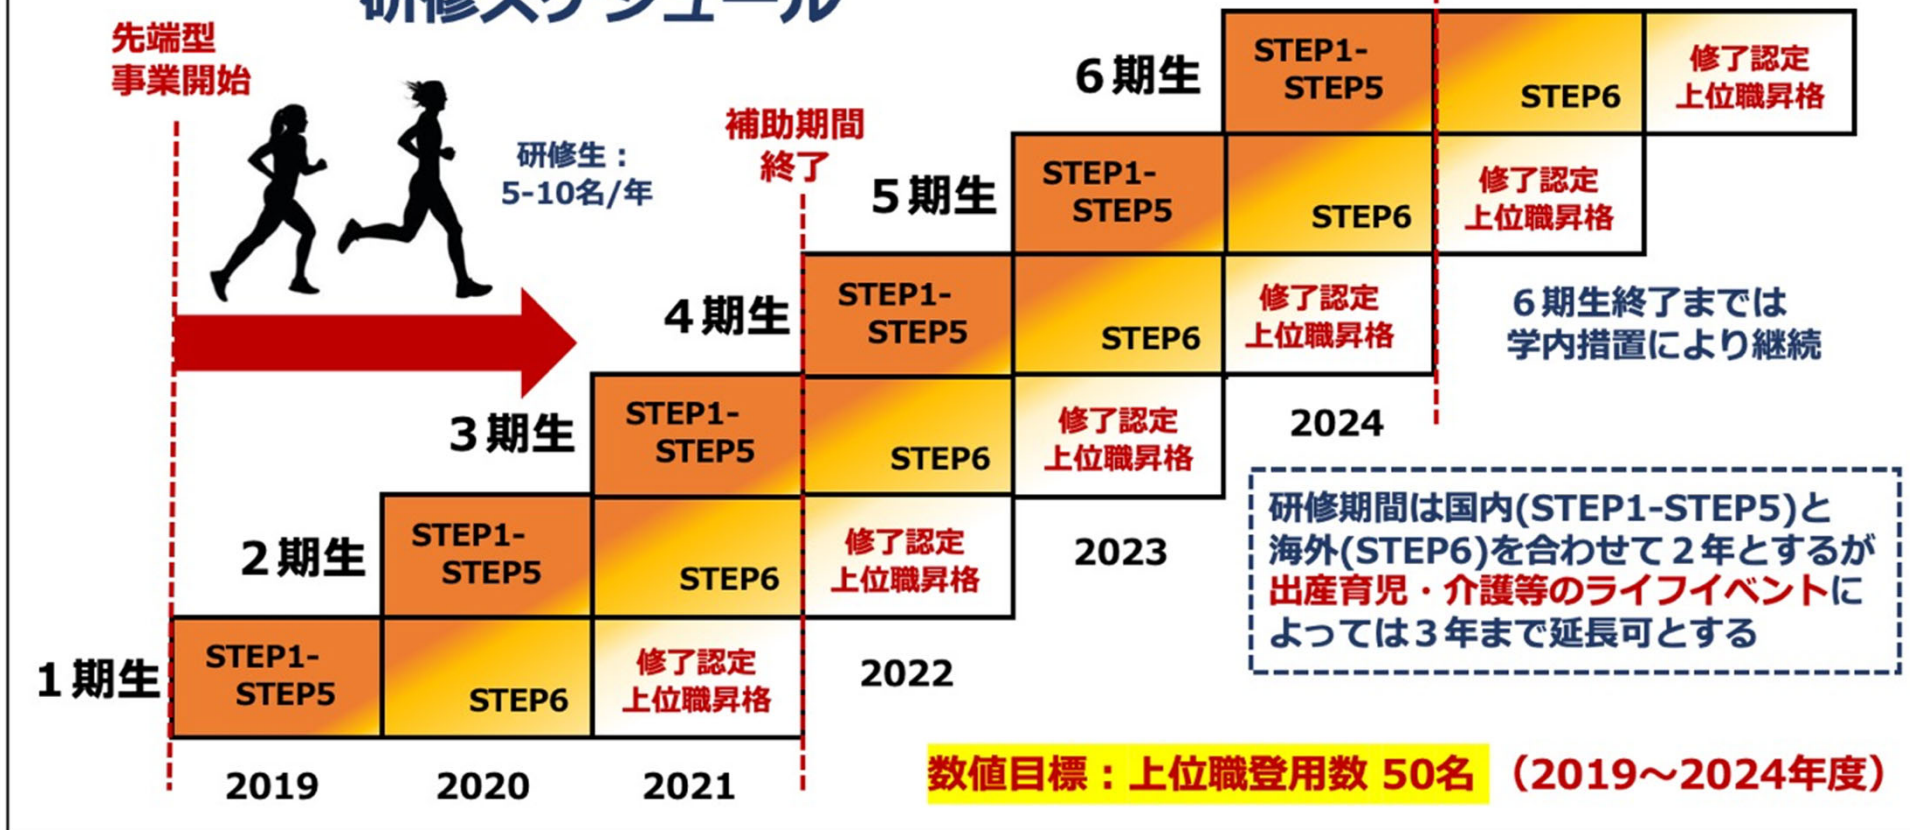 研修スケジュール
先端型
事業開始
研修生：
5-10名/年
補助期間
終了
6期生
STEP1-
STEP5
STEP6
修了認定
上位職昇格
5期生
STEP1-
STEP5
STEP6
修了認定
上位職昇格
4期生
STEP1-
STEP5
STEP6
修了認定
上位職昇格
6期生終了までは
学内措置により継続
3期生
STEP1-
STEP5
STEP6
修了認定
上位職昇格
2024
2期生
STEP1-
STEP5
STEP6
修了認定
上位職昇格
2023
研修期間は国内(STEP1-STEP5)と
海外(STEP6)を合わせて２年とするが
出産育児・介護等のライフイベントに
よっては３年まで延長可とする
1期生
STEP1-
STEP5
STEP6
修了認定
上位職昇格
2022
2019
2020
2021
数値目標：上位職登用数 50名 （2019～2024年度）